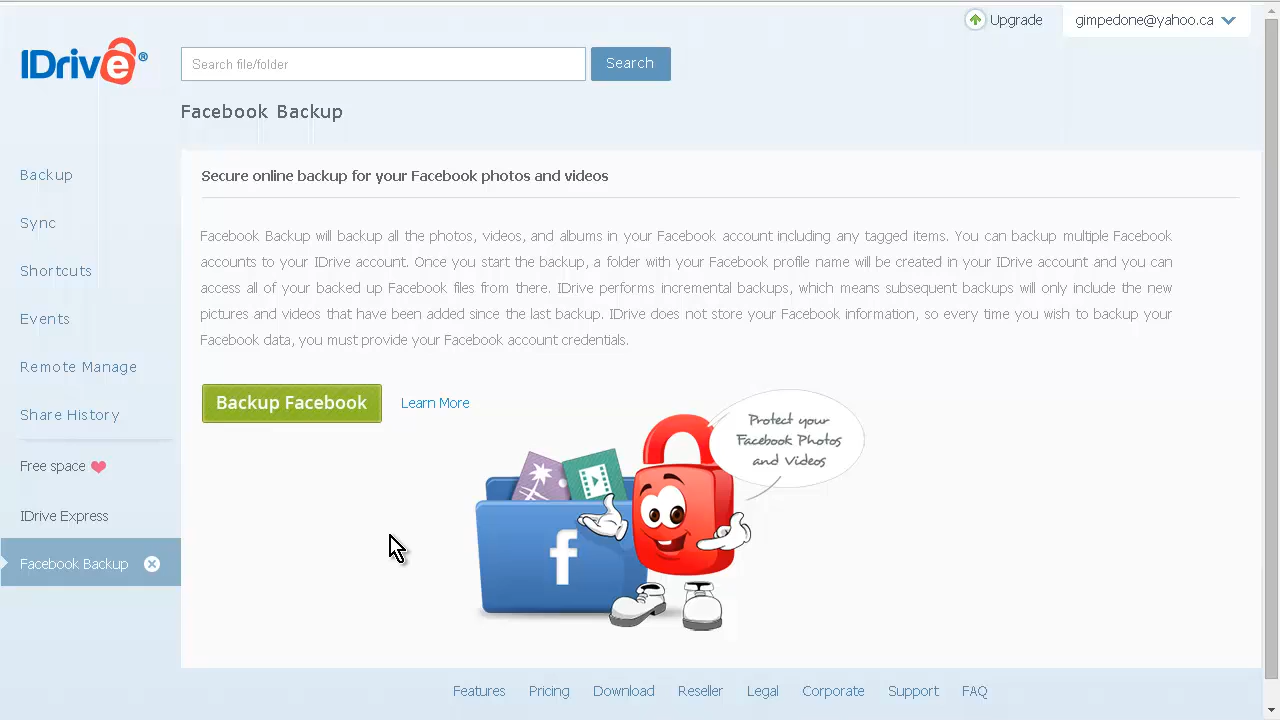 Upgrade
gimpedone@yahoo.ca
IDrive®
Search file/folder
Search
Facebook Backup
Backup
Sync
Shortcuts
Events
Remote Manage
Share History
Free space
IDrive Express
Facebook Backup
Secure online backup for your Facebook photos and videos
Facebook Backup will backup all the photos, videos, and albums in your Facebook account including any tagged items. You can backup multiple Facebook
accounts to your IDrive account. Once you start the backup, a folder with your Facebook profile name will be created in your IDrive account and you can
access all of your backed up Facebook files from there. IDrive performs incremental backups, which means subsequent backups will only include the new
pictures and videos that have been added since the last backup. IDrive does not store your Facebook information, so every time you wish to backup your
Facebook data, you must provide your Facebook account credentials.
Backup Facebook
Learn More
Protect your
Facebook Photos
and Videos
f
Features
Pricing
Download
Reseller
Legal
Corporate
Support
FAQ